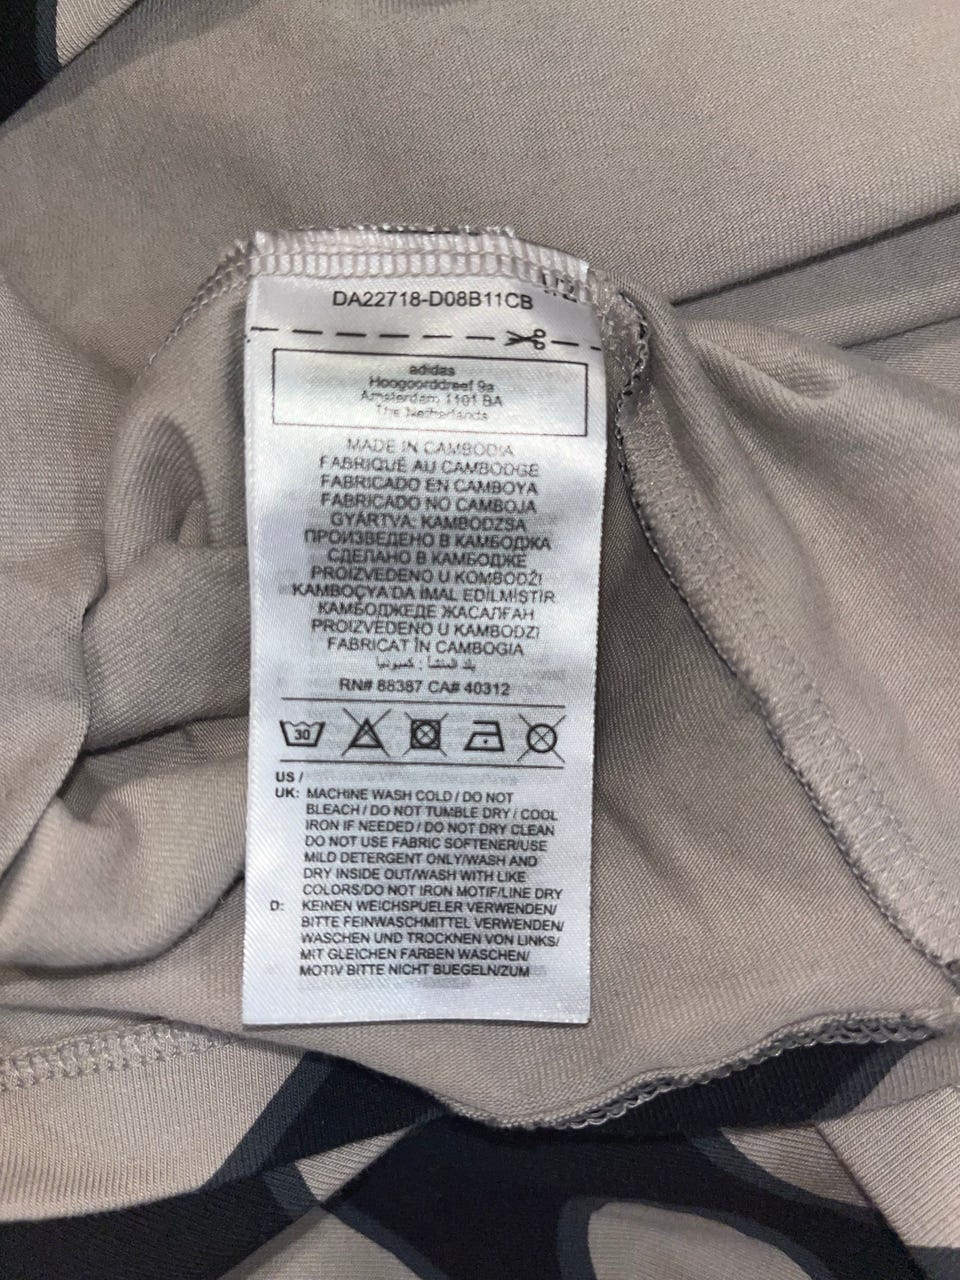 DA22718-D08B11CB
adidas
Hoogoorddreef 9a
Amsterdam 1101 BA
The Netherlands
MADE IN CAMBODIA
FABRIQUÉ AU CAMBODGE
FABRICADO EN CAMBOYA
FABRICADO NO CAMBOJA
GYÁRTVA: KAMBODZSA
ПРОИЗВЕДЕНО В КАМБОДЖА
СДЕЛАНО В КАМБОДЖЕ
PROIZVEDENO U KOMBODŽI
KAMBOÇYA'DA IMAL EDILMIŞTIR
КАМБОДЖЕДЕ ЖАСАЛҒАН
PROIZVEDENO U KAMBODZI
FABRICAT ÎN CAMBOGIA
بلد المنشأ : كمبوديا
RN# 88387 CA# 40312
30
US /
UK: MACHINE WASH COLD / DO NOT
BLEACH / DO NOT TUMBLE DRY / COOL
IRON IF NEEDED / DO NOT DRY CLEAN
DO NOT USE FABRIC SOFTENER/USE
MILD DETERGENT ONLY/WASH AND
DRY INSIDE OUT/WASH WITH LIKE
COLORS/DO NOT IRON MOTIF/LINE DRY
D: KEINEN WEICHSPUELER VERWENDEN/
BITTE FEINWASCHMITTEL VERWENDEN/
WASCHEN UND TROCKNEN VON LINKS/
MIT GLEICHEN FARBEN WASCHEN/
MOTIV BITTE NICHT BUEGELN/ZUM